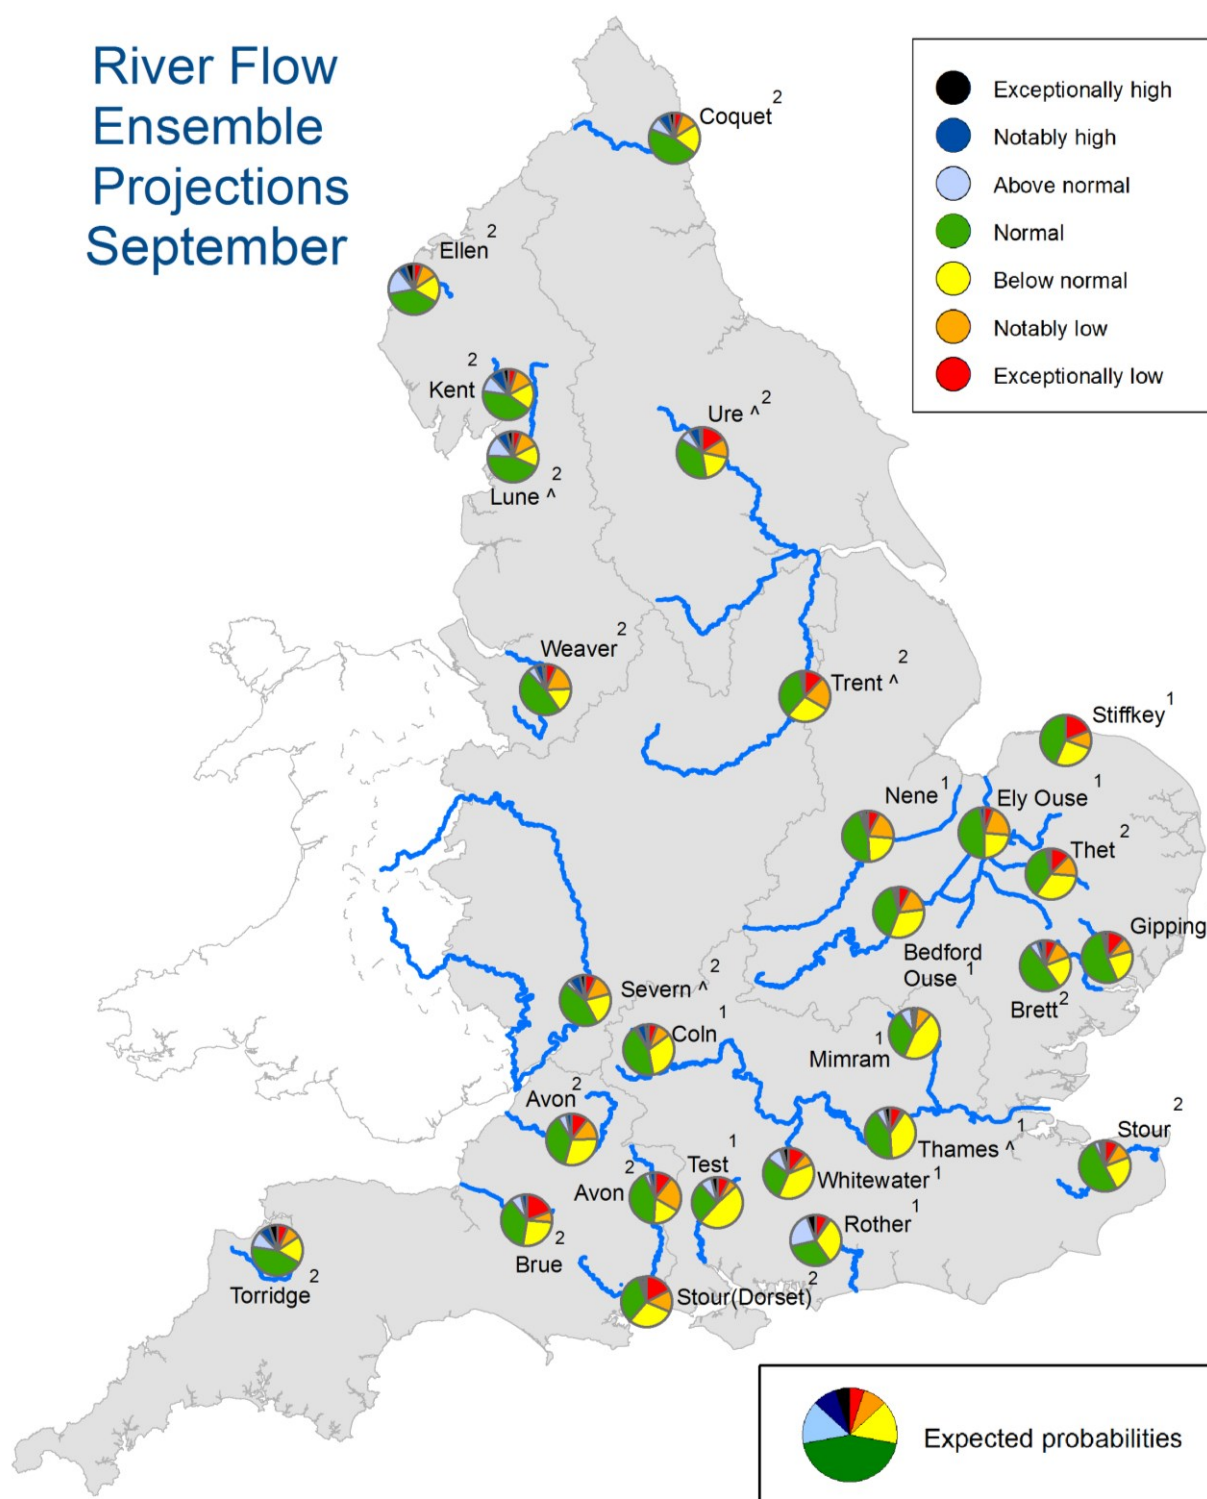 River Flow
Ensemble
Projections
September
Exceptionally high
Notably high
Above normal
Normal
Below normal
Notably low
Exceptionally low
Coquet 2
Ellen 2
Kent 2
Lune ^ 2
Ure ^ 2
Weaver 2
Trent ^ 2
Stiffkey 1
Nene 1
Ely Ouse 1
Thet 2
Bedford
Ouse 1
Gipping
Brett 2
Severn ^ 2
Coln 1
Mimram 1
Avon 2
Thames ^ 1
Stour 2
Avon 2
Test 1
Whitewater 1
Rother 1
Brue 2
Stour(Dorset) 2
Torridge 2
Expected probabilities